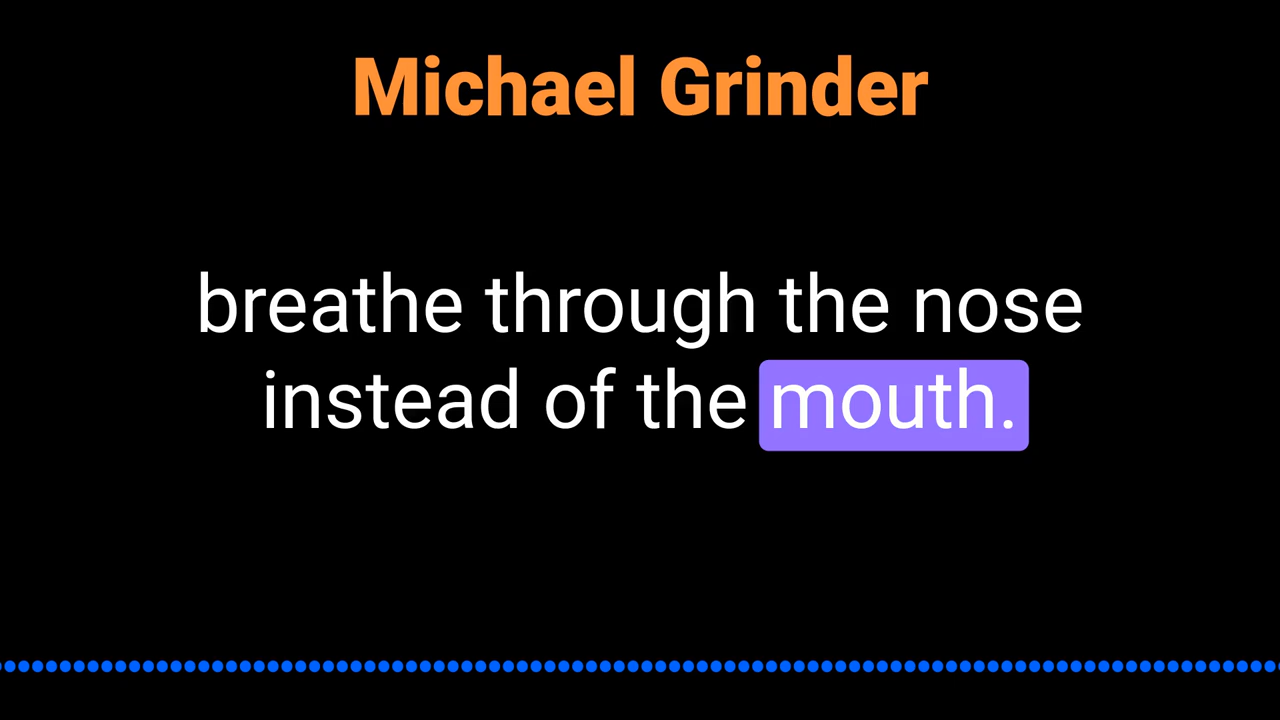 Michael Grinder
breathe through the nose
instead of the mouth.